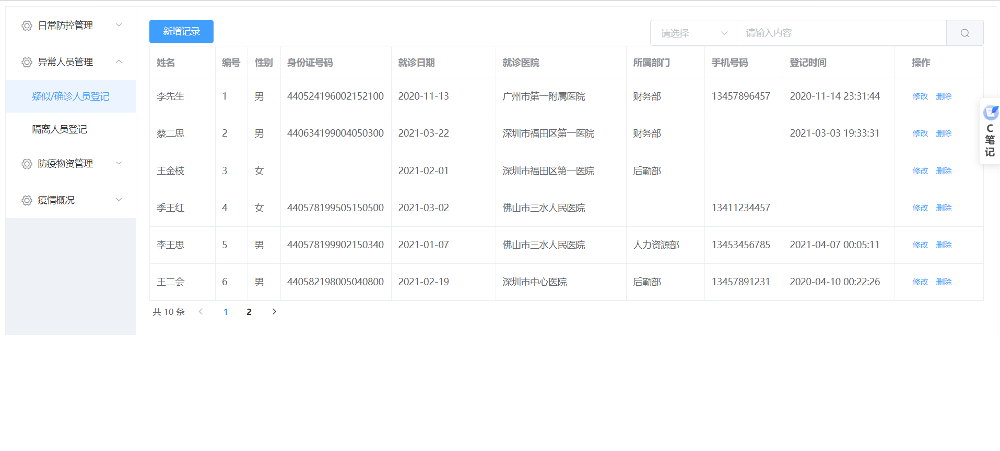 日常防控管理
异常人员管理
疑似/确诊人员登记
隔离人员登记
防疫物资管理
疫情概况
新增记录
请选择 请输入内容
姓名 编号 性别 身份证号码 就诊日期 就诊医院 所属部门 手机号码 登记时间 操作
李先生 1 男 440524196002152100 2020-11-13 广州市第一附属医院 财务部 13457896457 2020-11-14 23:31:44 修改 删除
蔡二思 2 男 440634199004050300 2021-03-22 深圳市福田区第一医院 财务部 2021-03-03 19:33:31 修改 删除
王金枝 3 女 2021-02-01 深圳市福田区第一医院 后勤部 修改 删除
季王红 4 女 440578199505150500 2021-03-02 佛山市三水人民医院 13411234457 修改 删除
李王思 5 男 440578199902150340 2021-01-07 佛山市三水人民医院 人力资源部 13453456785 2021-04-07 00:05:11 修改 删除
王二会 6 男 440582198005040800 2021-02-19 深圳市中心医院 后勤部 13457891231 2020-04-10 00:22:26 修改 删除
共 10 条 1 2
C
笔
记